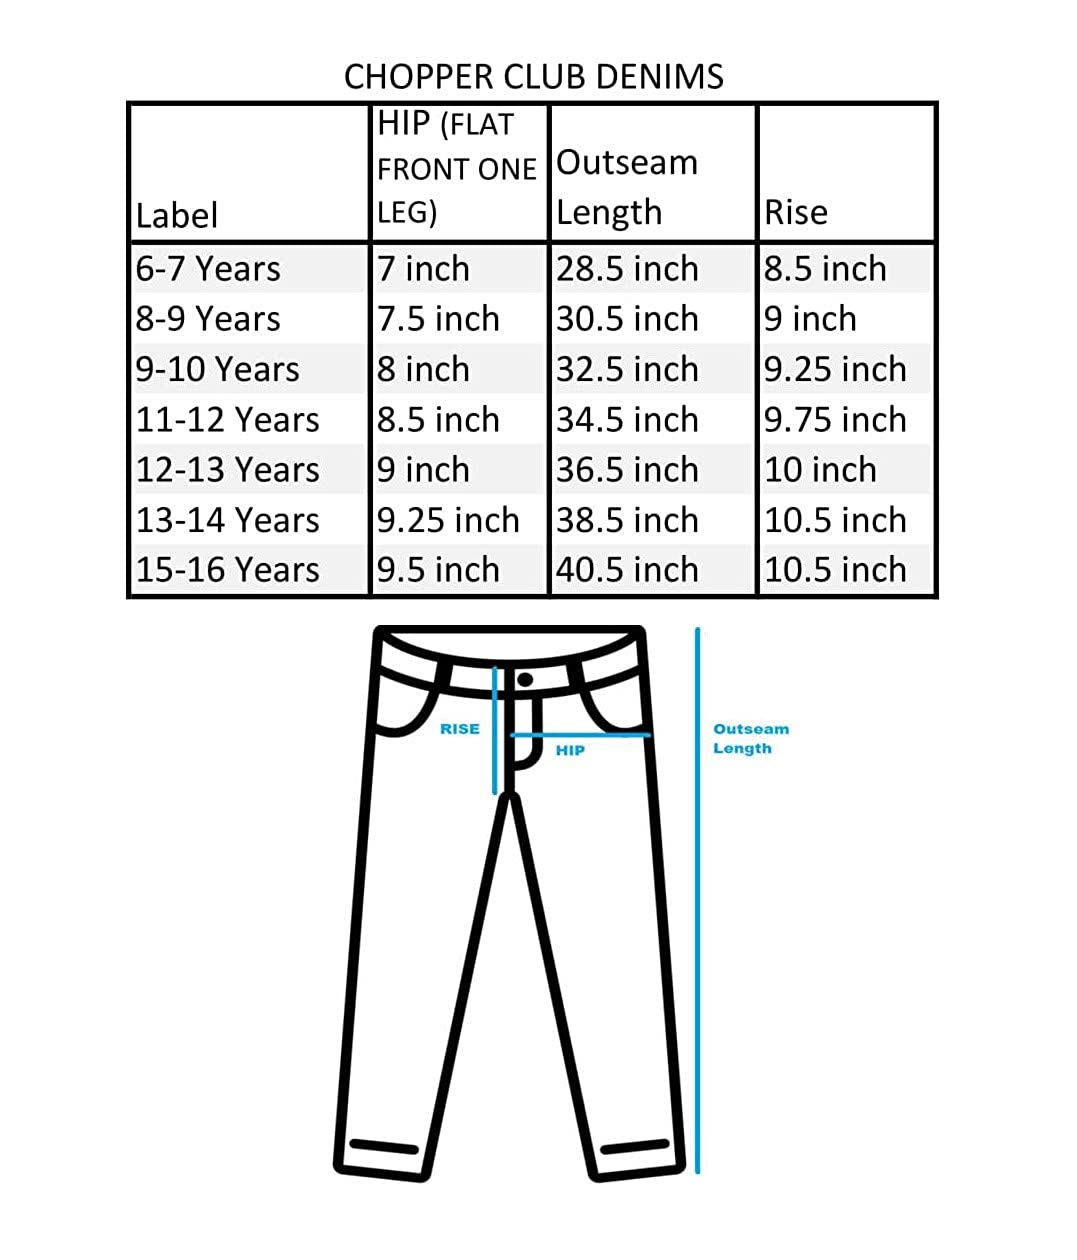 CHOPPER CLUB DENIMS
Label HIP (FLAT FRONT ONE LEG) Outseam Length Rise
6-7 Years 7 inch 28.5 inch 8.5 inch
8-9 Years 7.5 inch 30.5 inch 9 inch
9-10 Years 8 inch 32.5 inch 9.25 inch
11-12 Years 8.5 inch 34.5 inch 9.75 inch
12-13 Years 9 inch 36.5 inch 10 inch
13-14 Years 9.25 inch 38.5 inch 10.5 inch
15-16 Years 9.5 inch 40.5 inch 10.5 inch
RISE
HIP
Outseam
Length